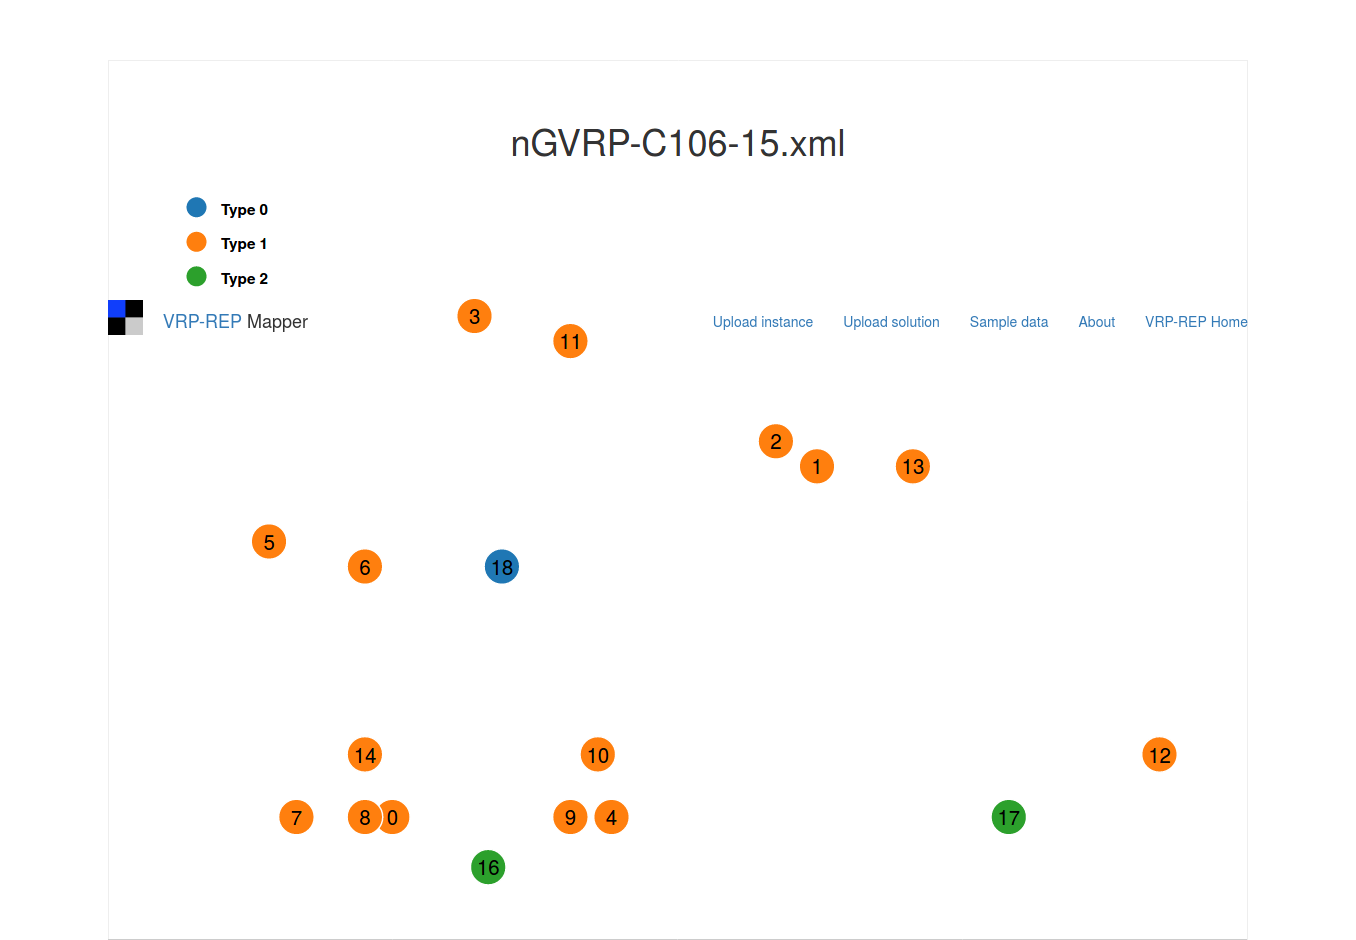 nGVRP-C106-15.xml
Type 0
Type 1
Type 2
VRP-REP Mapper
Upload instance
Upload solution
Sample data
About
VRP-REP Home
3
11
2
1
13
5
6
18
14
10
12
7
8
0
9
4
17
16